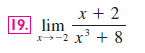 19. lim x→−2 (x + 2)/(x³ + 8)